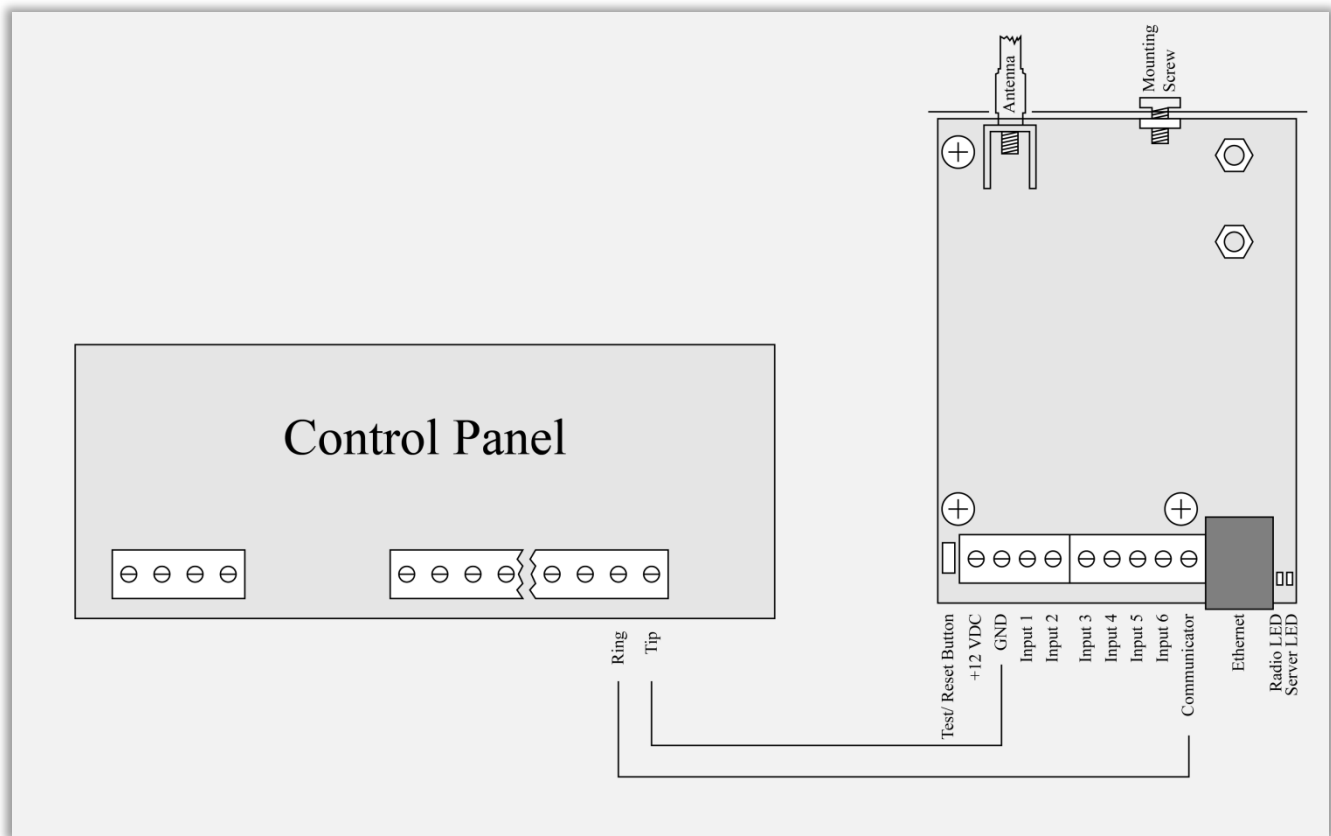 Antenna
Mounting
Screw
Control Panel
Ring
Tip
Test/ Reset Button
+12 VDC
GND
Input 1
Input 2
Input 3
Input 4
Input 5
Input 6
Communicator
Ethernet
Radio LED
Server LED